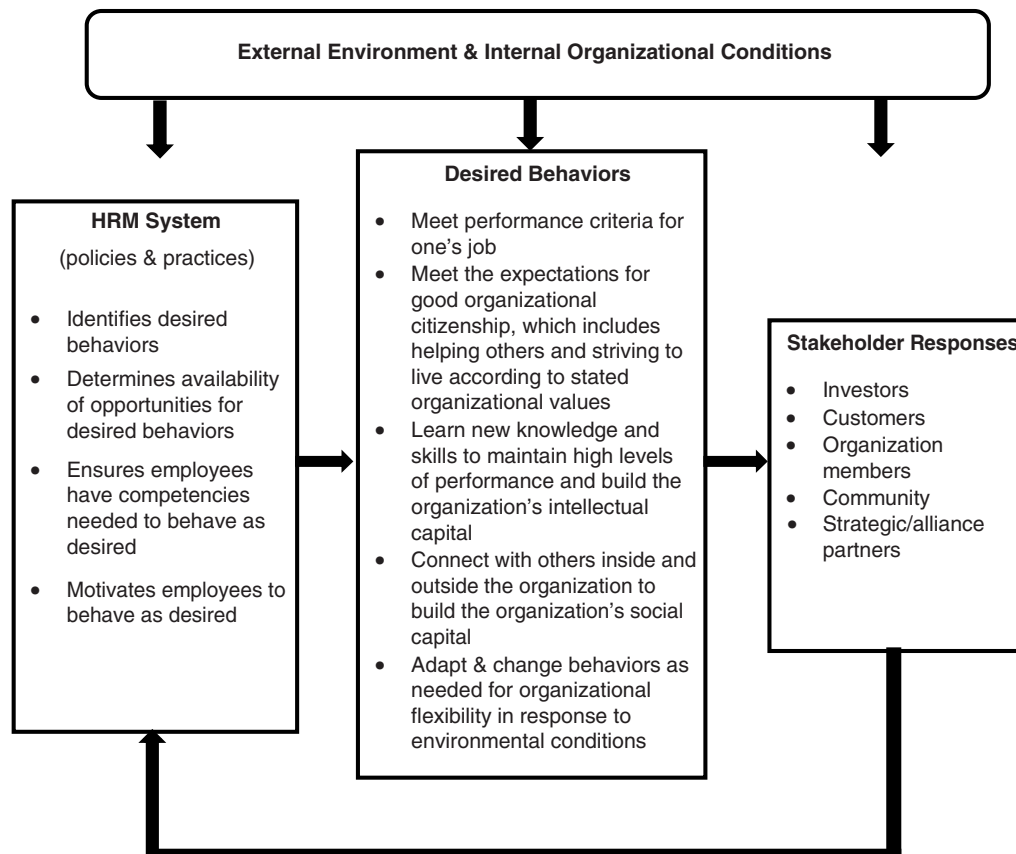 External Environment & Internal Organizational Conditions
HRM System
(policies & practices)
• Identifies desired
behaviors
• Determines availability
of opportunities for
desired behaviors
• Ensures employees
have competencies
needed to behave as
desired
• Motivates employees to
behave as desired
Desired Behaviors
• Meet performance criteria for
one’s job
• Meet the expectations for
good organizational
citizenship, which includes
helping others and striving to
live according to stated
organizational values
• Learn new knowledge and
skills to maintain high levels
of performance and build the
organization’s intellectual
capital
• Connect with others inside and
outside the organization to
build the organization’s social
capital
• Adapt & change behaviors as
needed for organizational
flexibility in response to
environmental conditions
Stakeholder Responses
• Investors
• Customers
• Organization
members
• Community
• Strategic/alliance
partners